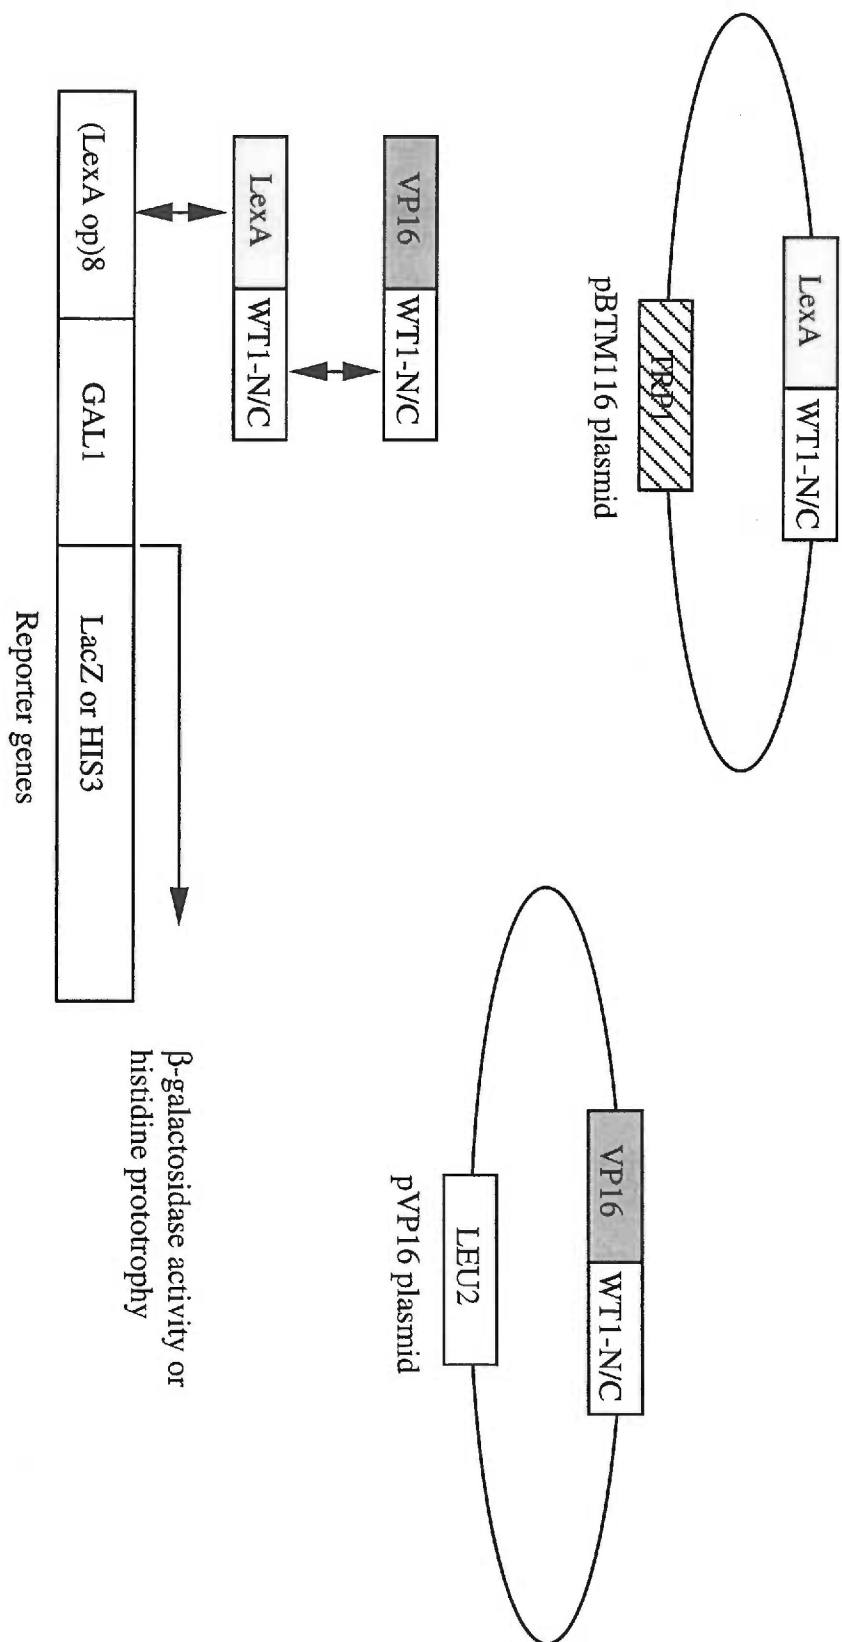 LexA
WT1-N/C
TRP1
pBTM116 plasmid
VP16
WT1-N/C
LEU2
pVP16 plasmid
VP16
WT1-N/C
LexA
WT1-N/C
(LexA op)8
GAL1
LacZ or HIS3
Reporter genes
β-galactosidase activity or
histidine prototrophy